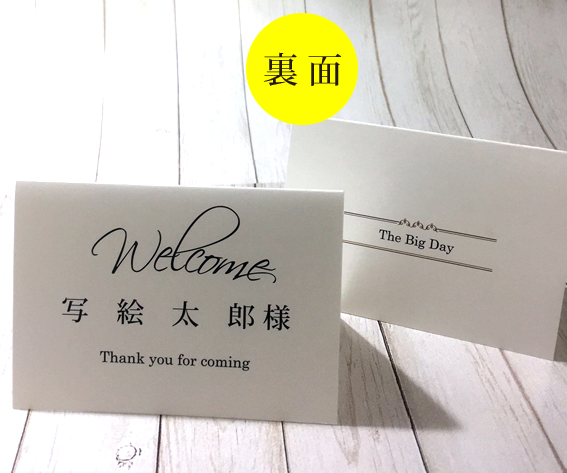 裏面
The Big Day
Welcome
写 絵 太 郎様
Thank you for coming